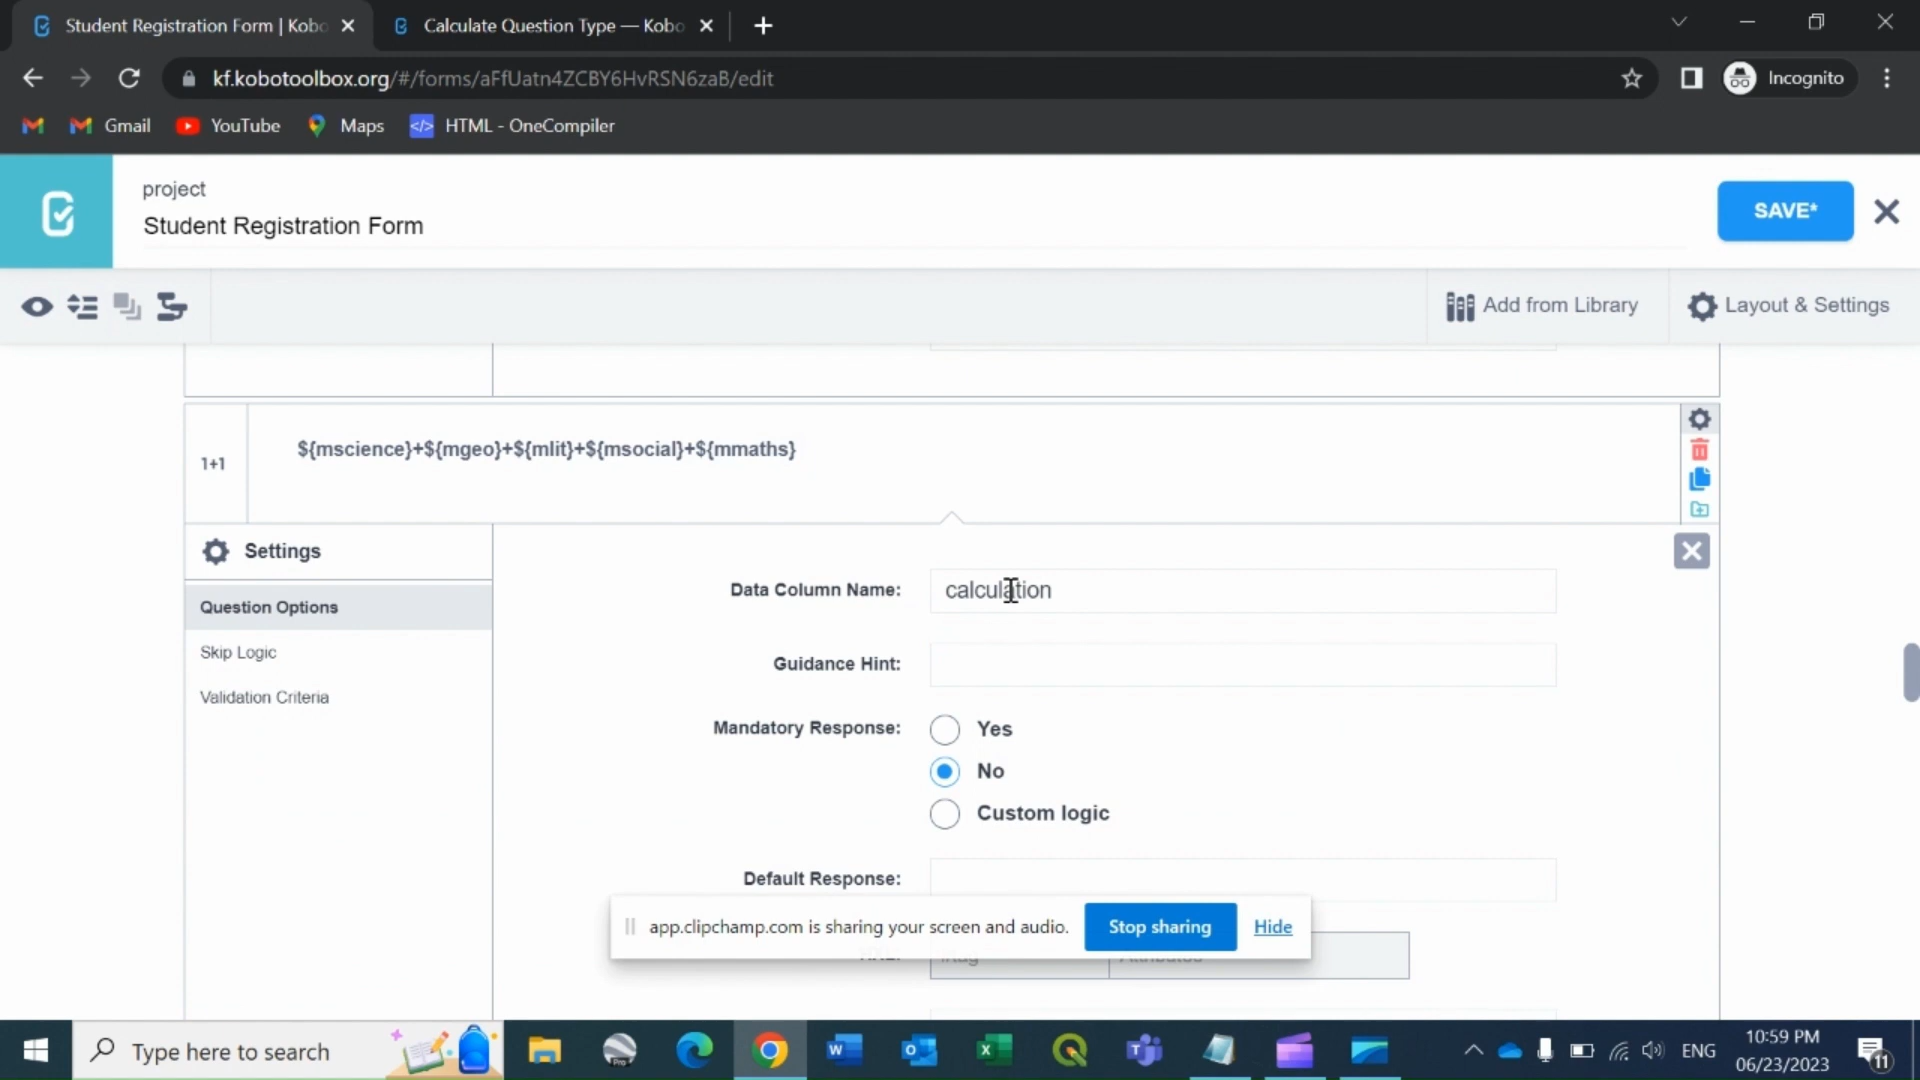 Student Registration Form | Kobo
Calculate Question Type — Kobo
kf.kobotoolbox.org/#/forms/aFfUatn4ZCBY6HvRSN6zaB/edit
Incognito
Gmail
YouTube
Maps
HTML - OneCompiler
project
Student Registration Form
SAVE*
Add from Library
Layout & Settings
1+1
${mscience}+${mgeo}+${mlit}+${msocial}+${mmaths}
Settings
Question Options
Skip Logic
Validation Criteria
Data Column Name:
calculation
Guidance Hint:
Mandatory Response:
Yes
No
Custom logic
Default Response:
app.clipchamp.com is sharing your screen and audio.
Stop sharing
Hide
Type here to search
ENG
10:59 PM
06/23/2023
11